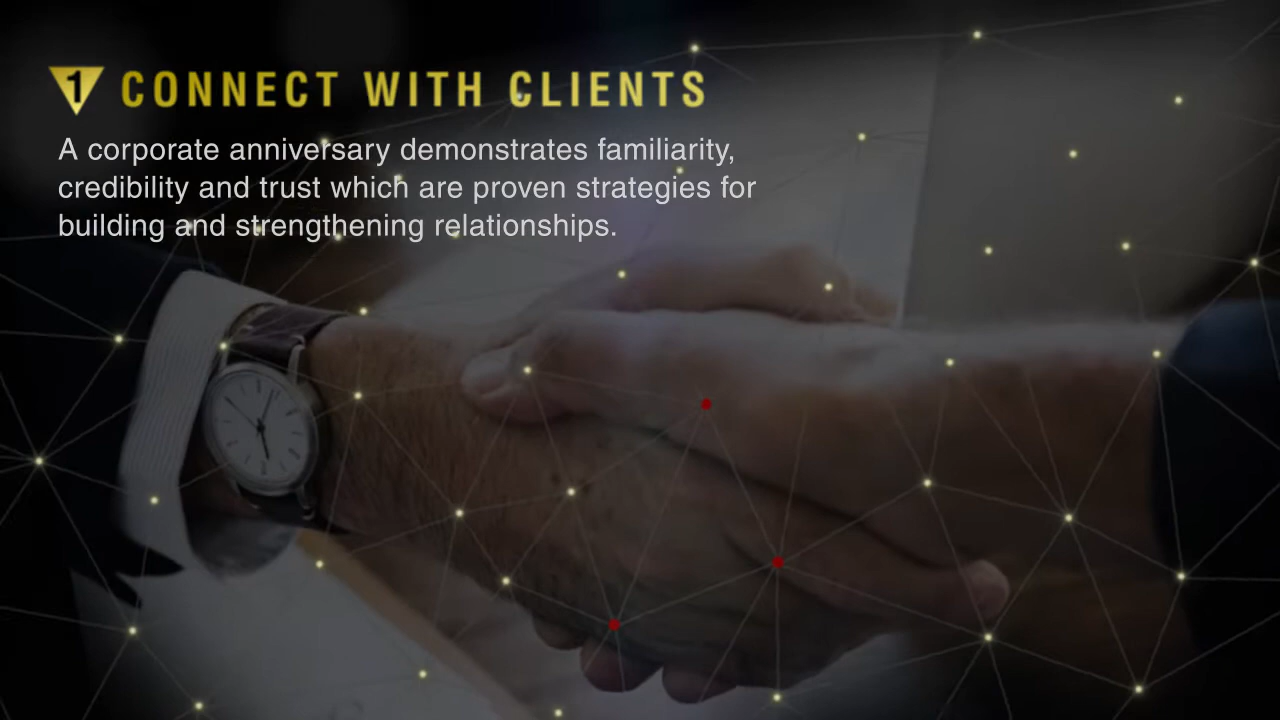 1 CONNECT WITH CLIENTS
A corporate anniversary demonstrates familiarity,
credibility and trust which are proven strategies for
building and strengthening relationships.